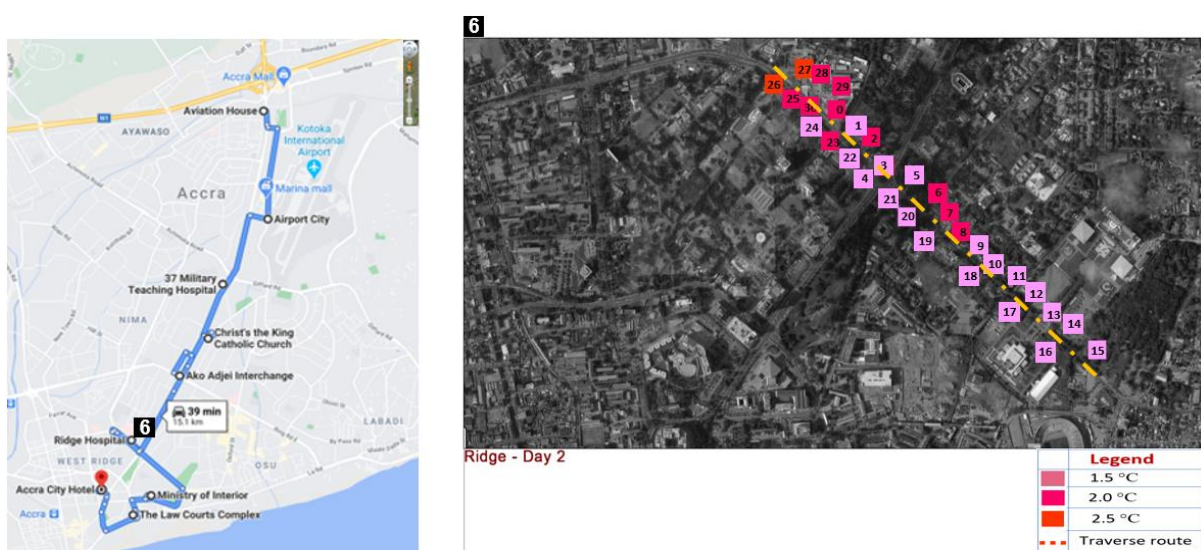 6
Accra Mall
Aviation House
N1
AYAWASO
Kotoka
International
Airport
Accra
Marina mall
Airport City
37 Military
Teaching Hospital
NIMA
Christ's the King
Catholic Church
Ako Adjei Interchange
39 min
15.1 km
LABADI
6
Ridge Hospital
WEST RIDGE
OSU
Accra City Hotel
Ministry of Interior
Accra
The Law Courts Complex
27
28
26
29
25
0
24
1
23
2
22
3
4
5
21
6
20
7
8
19
9
10
18
11
12
17
13
14
16
15
Ridge - Day 2
Legend
1.5 °C
2.0 °C
2.5 °C
Traverse route